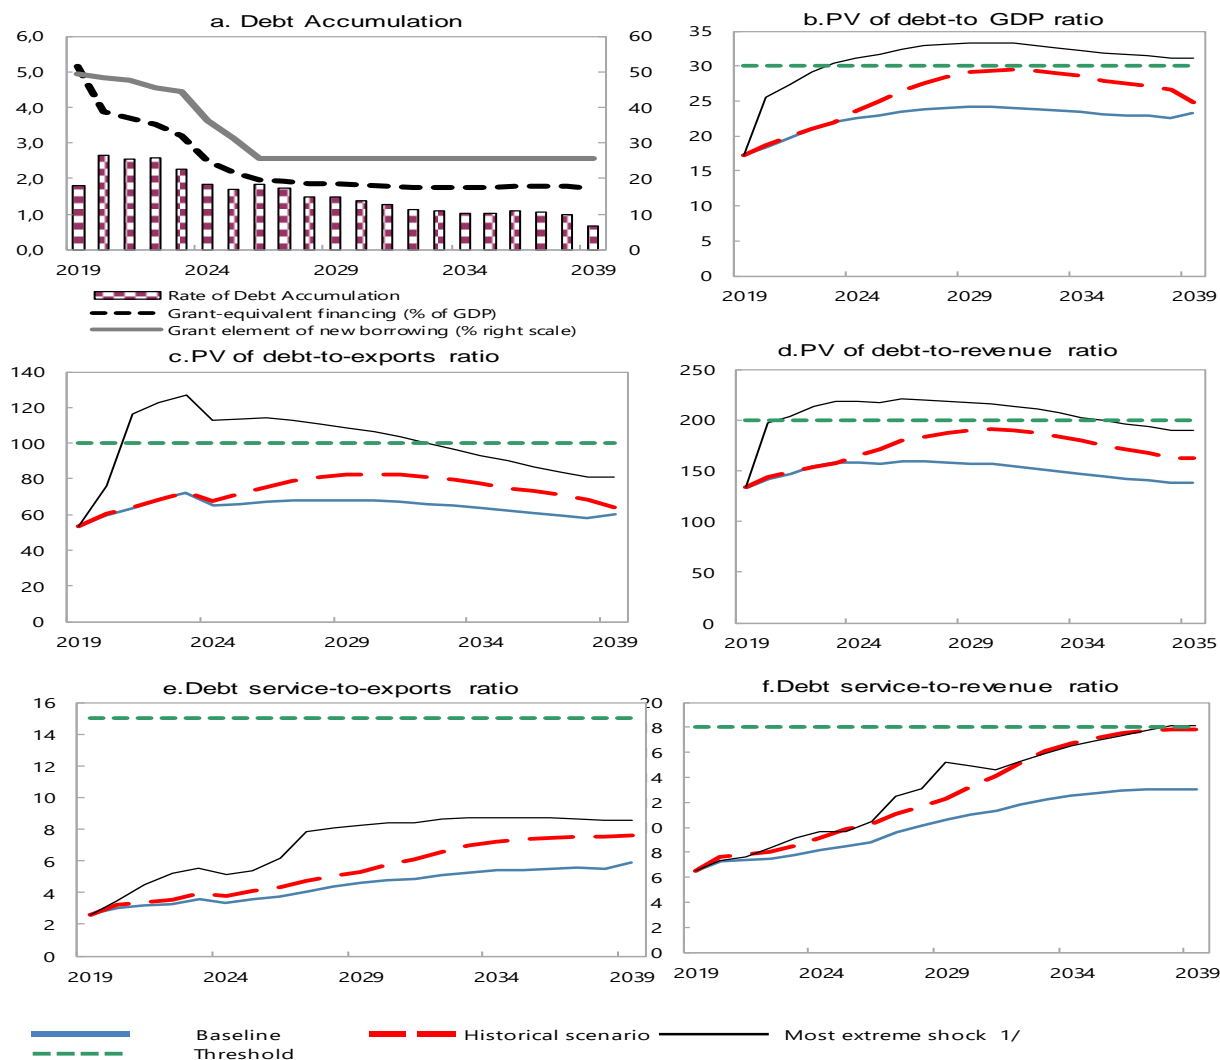 a. Debt Accumulation
6,0
5,0
4,0
3,0
2,0
1,0
0,0
60
50
40
30
20
10
0
2019 2024 2029 2034 2039
Rate of Debt Accumulation
Grant-equivalent financing (% of GDP)
Grant element of new borrowing (% right scale)
b.PV of debt-to GDP ratio
35
30
25
20
15
10
5
0
2019 2024 2029 2034 2039
c.PV of debt-to-exports ratio
140
120
100
80
60
40
20
0
2019 2024 2029 2034 2039
d.PV of debt-to-revenue ratio
250
200
150
100
0
2019 2024 2029 2034 2035
e.Debt service-to-exports ratio
16
14
12
10
8
6
4
2
0
2019 2024 2029 2034 2039
f.Debt service-to-revenue ratio
20
8
4
2
0
8
6
2
0
2019 2024 2029 2034 2039
Baseline
Historical scenario
Most extreme shock 1/
Threshold